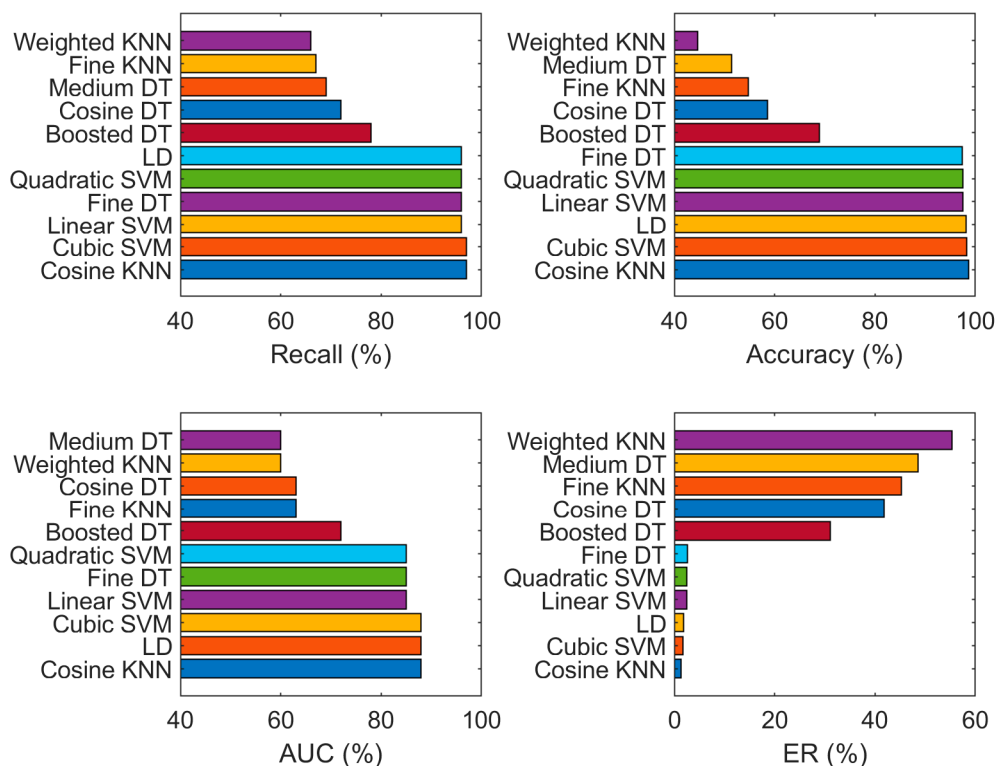 Weighted KNN
Fine KNN
Medium DT
Cosine DT
Boosted DT
LD
Quadratic SVM
Fine DT
Linear SVM
Cubic SVM
Cosine KNN
40 60 80 100
Recall (%)
Weighted KNN
Medium DT
Fine KNN
Cosine DT
Boosted DT
Fine DT
Quadratic SVM
Linear SVM
LD
Cubic SVM
Cosine KNN
40 60 80 100
Accuracy (%)
Medium DT
Weighted KNN
Cosine DT
Fine KNN
Boosted DT
Quadratic SVM
Fine DT
Linear SVM
Cubic SVM
LD
Cosine KNN
40 60 80 100
AUC (%)
Weighted KNN
Medium DT
Fine KNN
Cosine DT
Boosted DT
Fine DT
Quadratic SVM
Linear SVM
LD
Cubic SVM
Cosine KNN
0 20 40 60
ER (%)